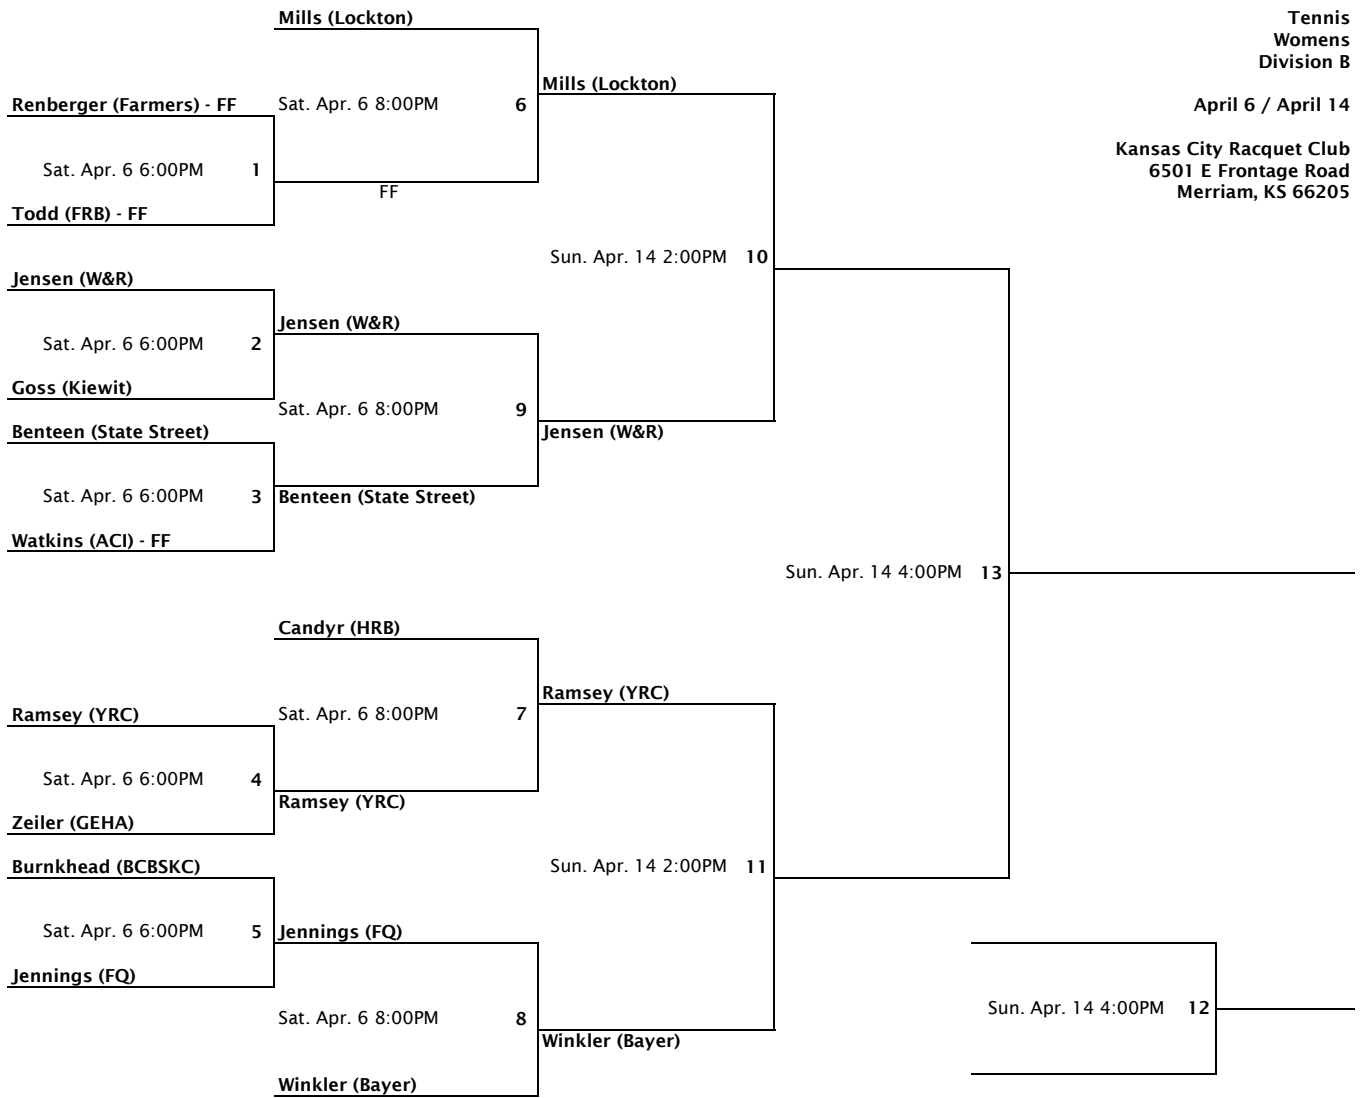 Mills (Lockton)
Tennis
Womens
Division B
Mills (Lockton)
Renberger (Farmers) - FF
Sat. Apr. 6 8:00PM 6
April 6 / April 14
Kansas City Racquet Club
6501 E Frontage Road
Merriam, KS 66205
Sat. Apr. 6 6:00PM 1
FF
Todd (FRB) - FF
Sun. Apr. 14 2:00PM 10
Jensen (W&R)
Jensen (W&R)
Sat. Apr. 6 6:00PM 2
Goss (Kiewit)
Sat. Apr. 6 8:00PM 9
Benteen (State Street)
Jensen (W&R)
Sat. Apr. 6 6:00PM 3
Benteen (State Street)
Watkins (ACI) - FF
Sun. Apr. 14 4:00PM 13
Candyr (HRB)
Ramsey (YRC)
Ramsey (YRC)
Sat. Apr. 6 8:00PM 7
Sat. Apr. 6 6:00PM 4
Ramsey (YRC)
Zeiler (GEHA)
Burnkhead (BCBSKC)
Sun. Apr. 14 2:00PM 11
Sat. Apr. 6 6:00PM 5
Jennings (FQ)
Jennings (FQ)
Sat. Apr. 6 8:00PM 8
Sun. Apr. 14 4:00PM 12
Winkler (Bayer)
Winkler (Bayer)